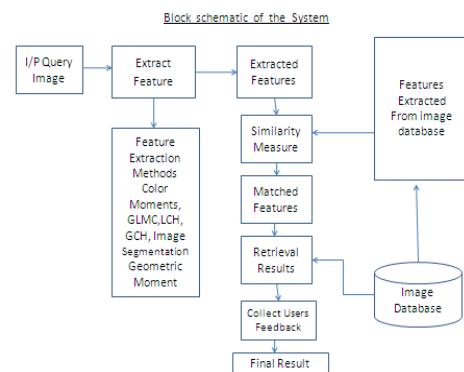 Block schematic of the System
I/P Query
Image
Extract
Feature
Extracted
Features
Features
Extracted
From image
database
Similarity
Measure
Feature
Extraction
Methods
Color
Moments,
GLMC,LCH,
GCH, Image
Segmentation
Geometric
Moment
Matched
Features
Retrieval
Results
Image
Database
Collect Users
Feedback
Final Result